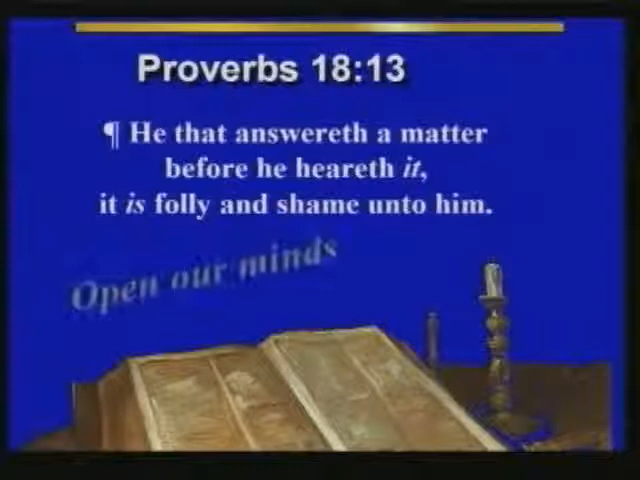 Proverbs 18:13
¶ He that answereth a matter
before he heareth it,
it is folly and shame unto him.
Open our minds